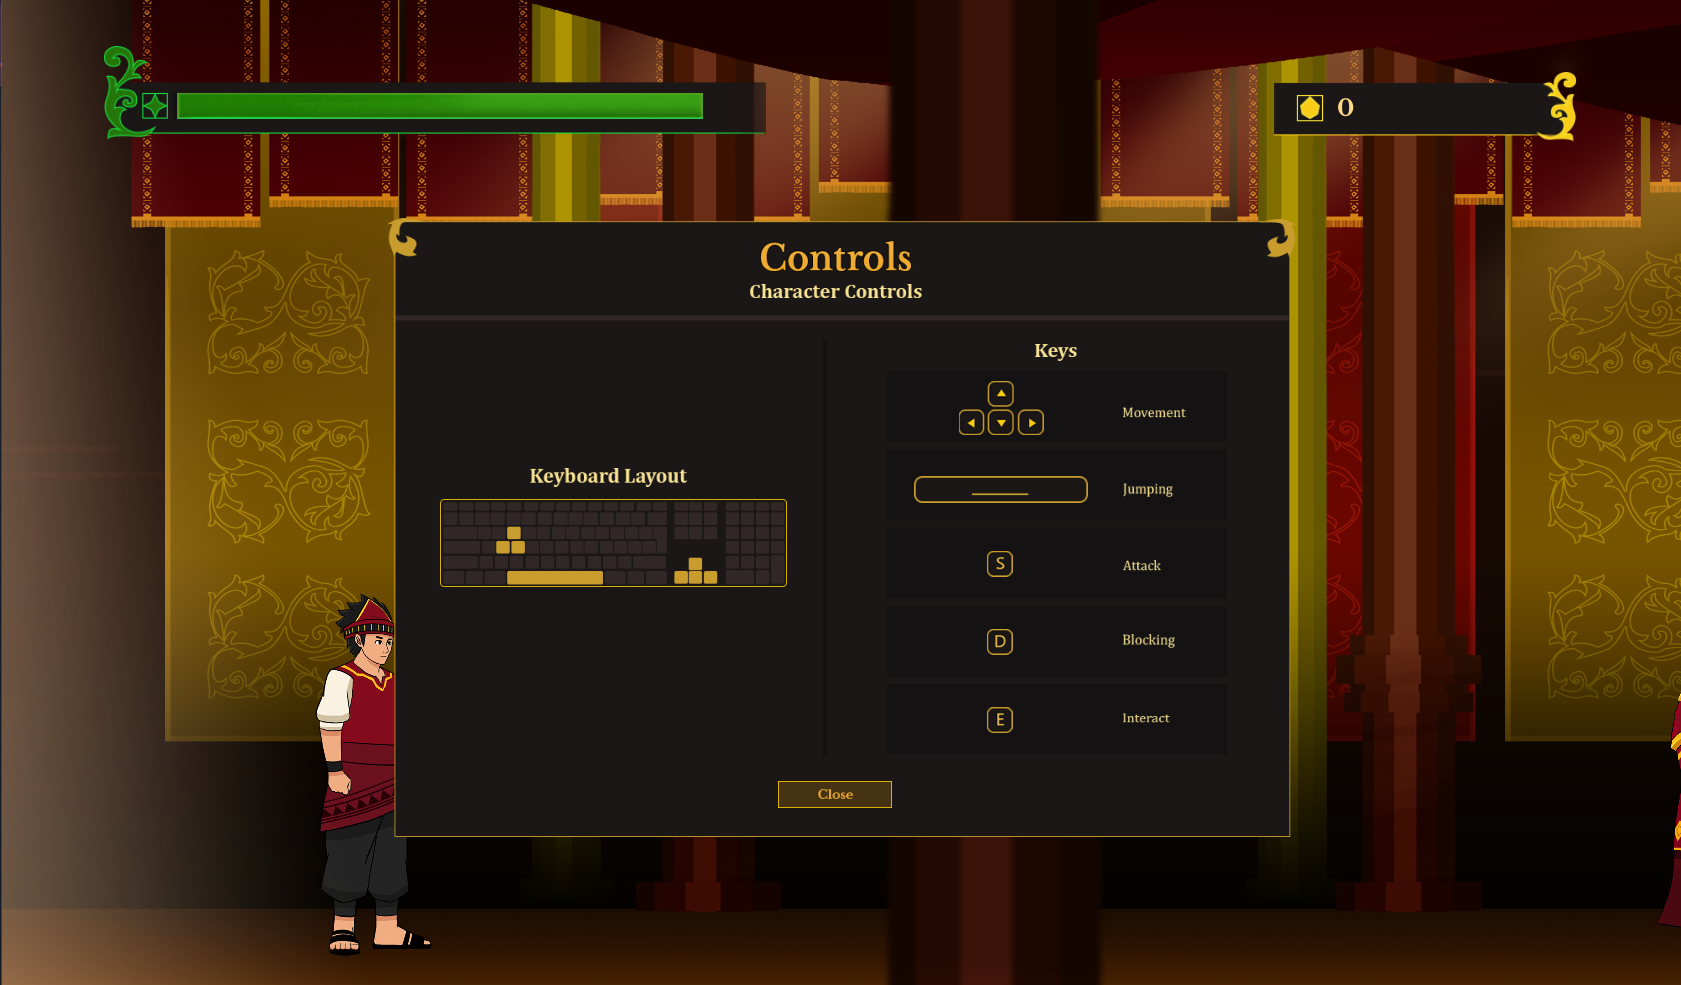 0
Controls
Character Controls
Keyboard Layout
Keys
Movement
Jumping
S
Attack
D
Blocking
E
Interact
Close